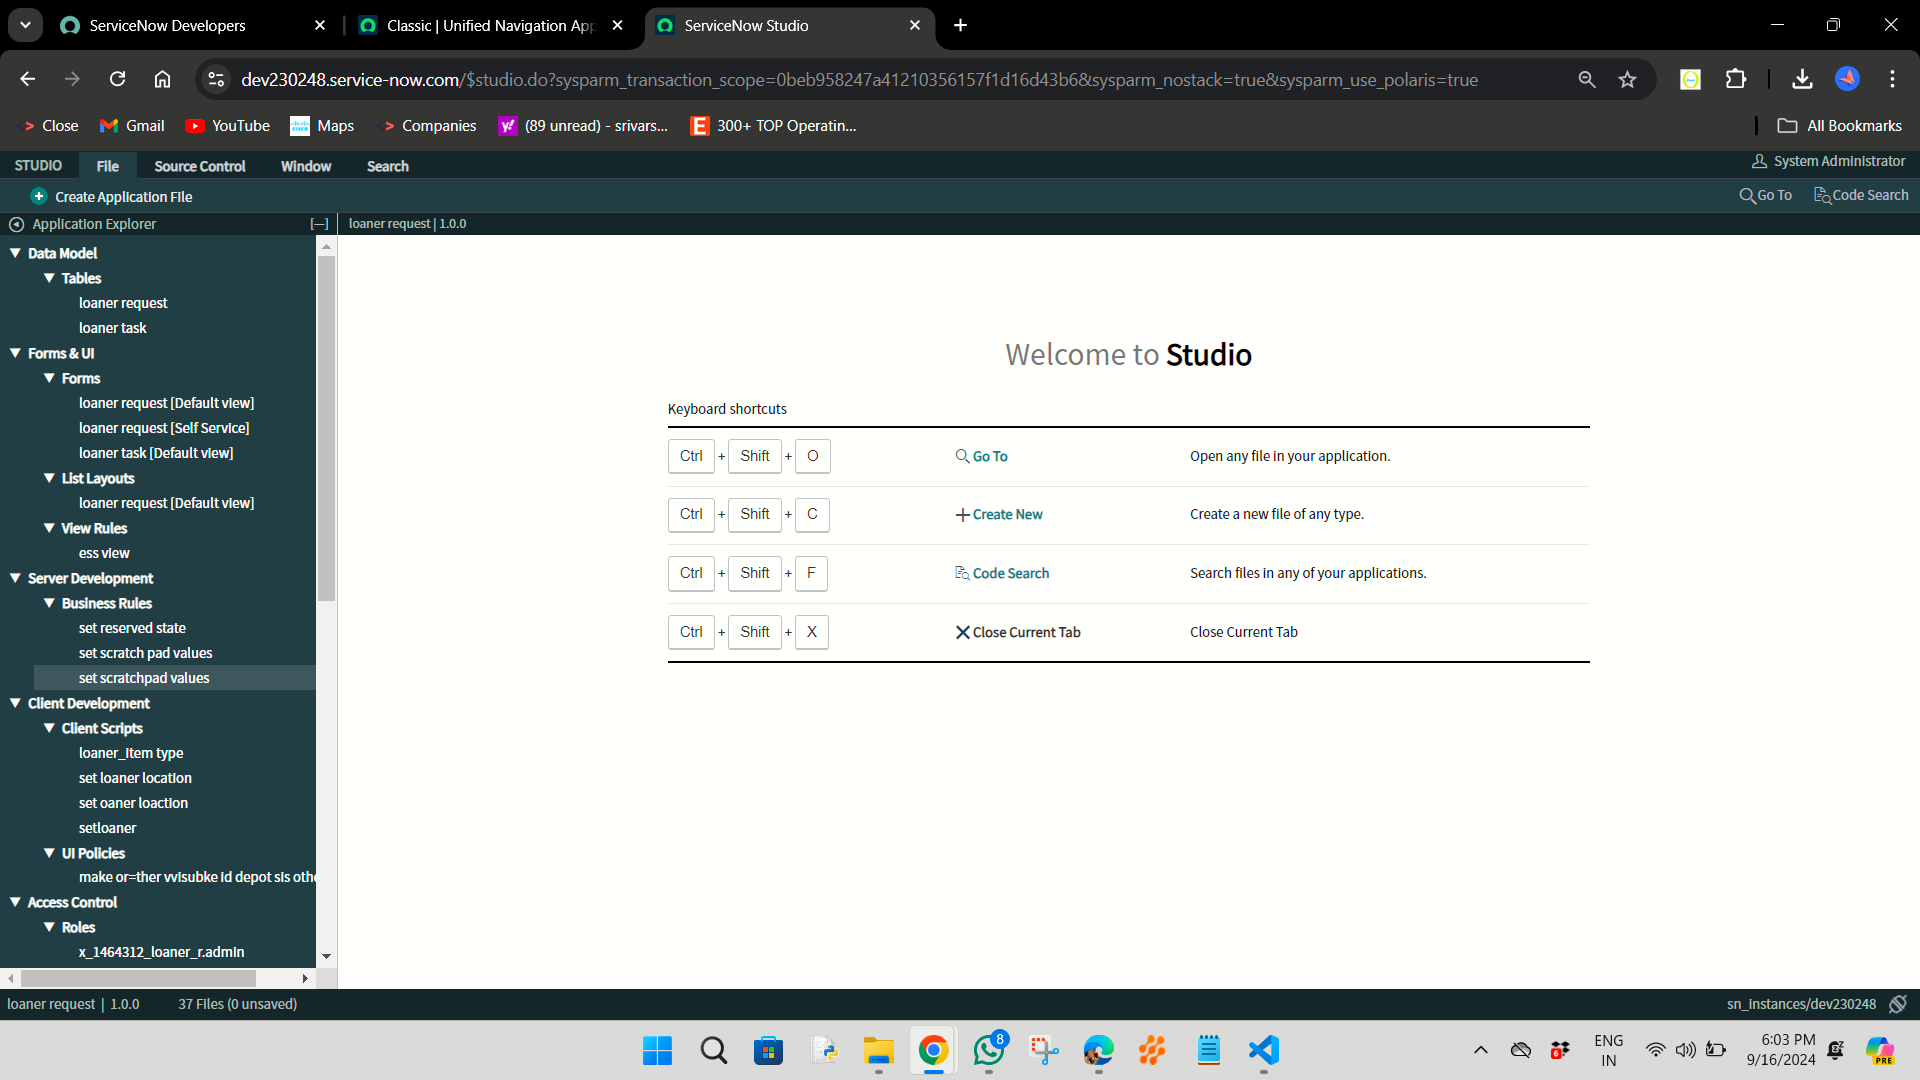 ServiceNow Developers
Classic | Unified Navigation App
ServiceNow Studio
dev230248.service-now.com/$studio.do?sysparm_transaction_scope=0beb958247a41210356157f1d16d43b6&sysparm_nostack=true&sysparm_use_polaris=true
Close
Gmail
YouTube
Maps
Companies
(89 unread) - srivars...
300+ TOP Operatin...
All Bookmarks
STUDIO
File
Source Control
Window
Search
System Administrator
Create Application File
Go To
Code Search
Application Explorer
loaner request | 1.0.0
Data Model
Tables
loaner request
loaner task
Forms & UI
Forms
loaner request [Default view]
loaner request [Self Service]
loaner task [Default view]
List Layouts
loaner request [Default view]
View Rules
ess view
Server Development
Business Rules
set reserved state
set scratch pad values
set scratchpad values
Client Development
Client Scripts
loaner_item type
set loaner location
set oaner loaction
setloaner
UI Policies
make or=ther vvisubke id depot sis othe
Access Control
Roles
x_1464312_loaner_r.admin
Welcome to Studio
Keyboard shortcuts
Ctrl + Shift + O Go To Open any file in your application.
Ctrl + Shift + C Create New Create a new file of any type.
Ctrl + Shift + F Code Search Search files in any of your applications.
Ctrl + Shift + X Close Current Tab Close Current Tab
loaner request | 1.0.0
37 Files (0 unsaved)
sn_instances/dev230248
8
6
ENG
IN
6:03 PM
9/16/2024
PRE